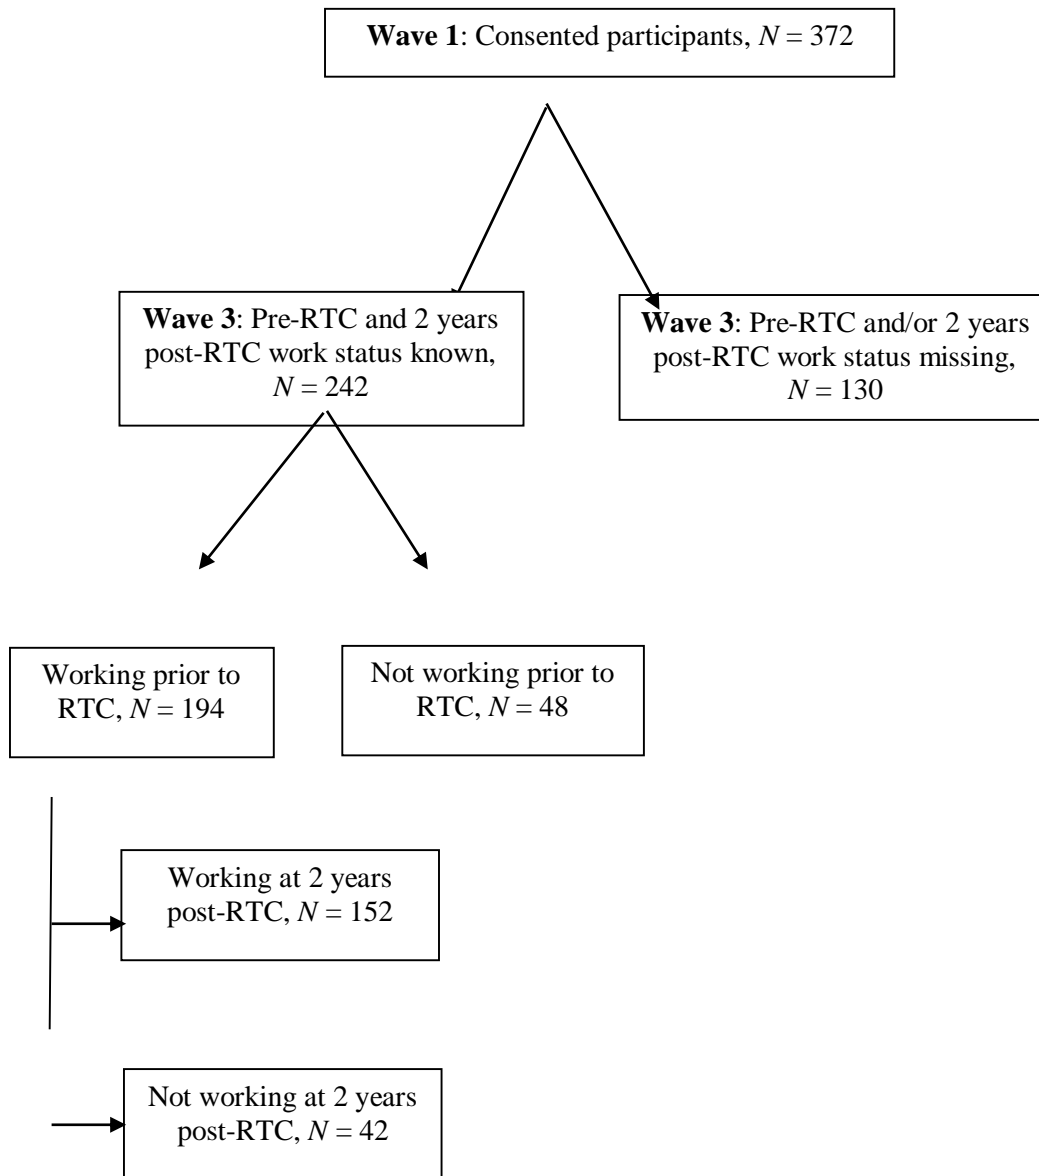 Wave 1: Consented participants, N = 372
Wave 3: Pre-RTC and 2 years
post-RTC work status known,
N = 242
Wave 3: Pre-RTC and/or 2 years
post-RTC work status missing,
N = 130
Working prior to
RTC, N = 194
Not working prior to
RTC, N = 48
Working at 2 years
post-RTC, N = 152
Not working at 2 years
post-RTC, N = 42